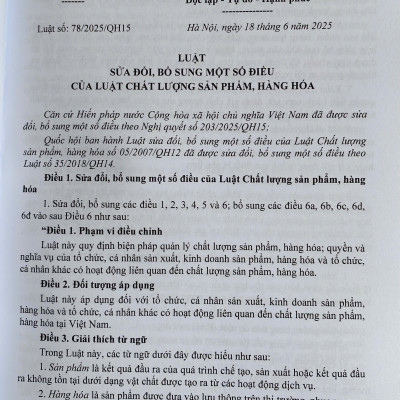 Độc lập - Tự do - Hạnh phúc
Luật số: 78/2025/QH15
Hà Nội, ngày 18 tháng 6 năm 2025
LUẬT
SỬA ĐỔI, BỔ SUNG MỘT SỐ ĐIỀU
CỦA LUẬT CHẤT LƯỢNG SẢN PHẨM, HÀNG HÓA
Căn cứ Hiến pháp nước Cộng hòa xã hội chủ nghĩa Việt Nam đã được sửa
đổi, bổ sung một số điều theo Nghị quyết số 203/2025/QH15;
Quốc hội ban hành Luật sửa đổi, bổ sung một số điều của Luật Chất lượng
sản phẩm, hàng hóa số 05/2007/QH12 đã được sửa đổi, bổ sung một số điều theo
Luật số 35/2018/QH14.
Điều 1. Sửa đổi, bổ sung một số điều của Luật Chất lượng sản phẩm, hàng
hóa
1. Sửa đổi, bổ sung các điều 1, 2, 3, 4, 5 và 6; bổ sung các điều 6a, 6b, 6c, 6d,
6đ vào sau Điều 6 như sau:
“Điều 1. Phạm vi điều chỉnh
Luật này quy định biện pháp quản lý chất lượng sản phẩm, hàng hóa; quyền và
nghĩa vụ của tổ chức, cá nhân sản xuất, kinh doanh sản phẩm, hàng hóa và tổ chức,
cá nhân khác có hoạt động liên quan đến chất lượng sản phẩm, hàng hóa.
Điều 2. Đối tượng áp dụng
Luật này áp dụng đối với tổ chức, cá nhân sản xuất, kinh doanh sản phẩm,
hàng hóa và tổ chức, cá nhân khác có hoạt động liên quan đến chất lượng sản phẩm,
hàng hóa tại Việt Nam.
Điều 3. Giải thích từ ngữ
Trong Luật này, các từ ngữ dưới đây được hiểu như sau:
1. Sản phẩm là kết quả đầu ra của quá trình chế tạo, sản xuất hoặc kết quả đầu
ra không tồn tại dưới dạng vật chất được tạo ra từ các hoạt động dịch vụ.
2. Hàng hóa là sản phẩm được đưa vào lưu thông trên thị trường,